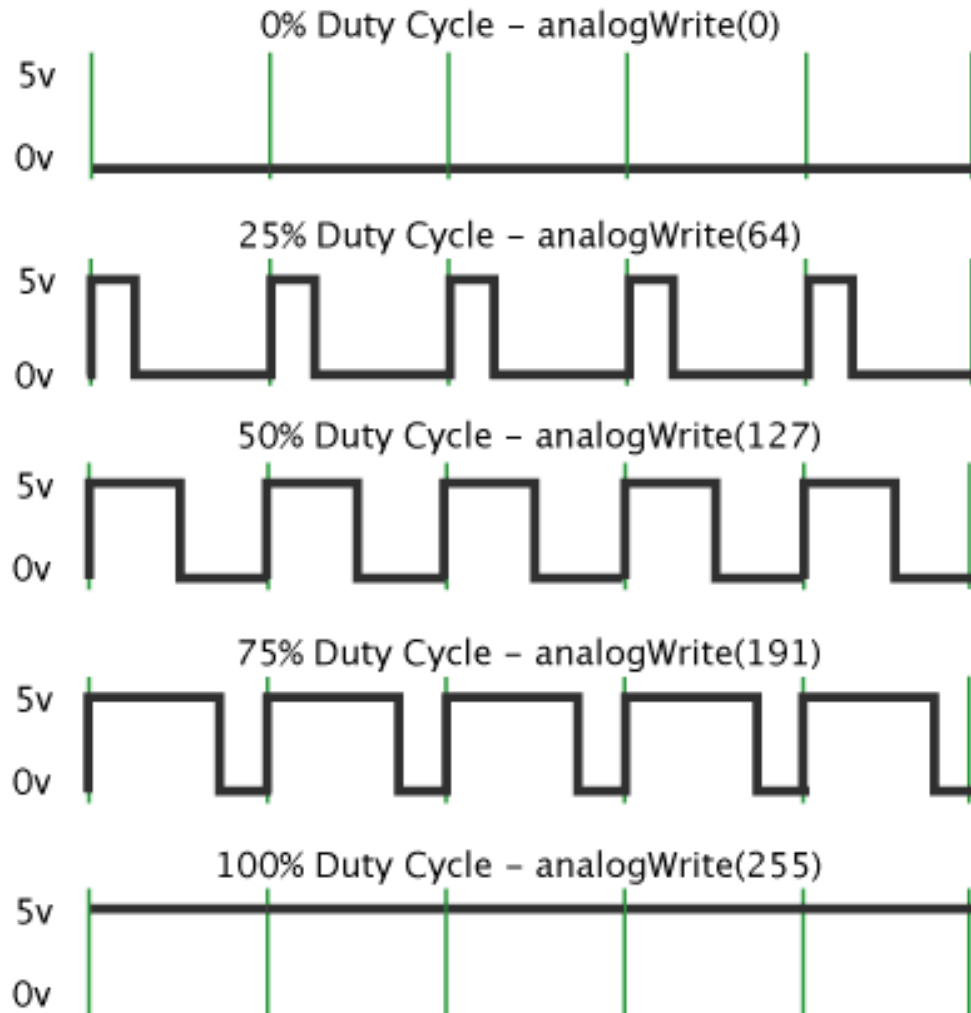 0% Duty Cycle – analogWrite(0)
5v
0v
25% Duty Cycle – analogWrite(64)
5v
0v
50% Duty Cycle – analogWrite(127)
5v
0v
75% Duty Cycle – analogWrite(191)
5v
0v
100% Duty Cycle – analogWrite(255)
5v
0v